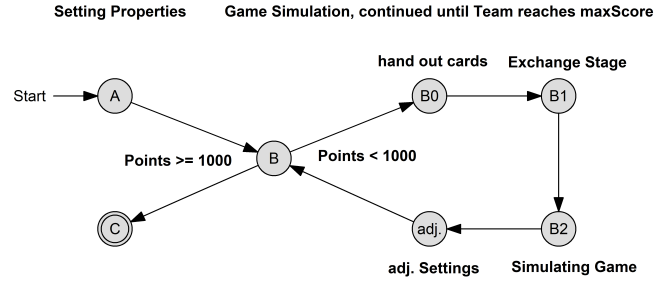 Setting Properties
Game Simulation, continued until Team reaches maxScore
hand out cards
Exchange Stage
Start
A
B0
B1
Points >= 1000
B
Points < 1000
C
adj.
B2
adj. Settings
Simulating Game